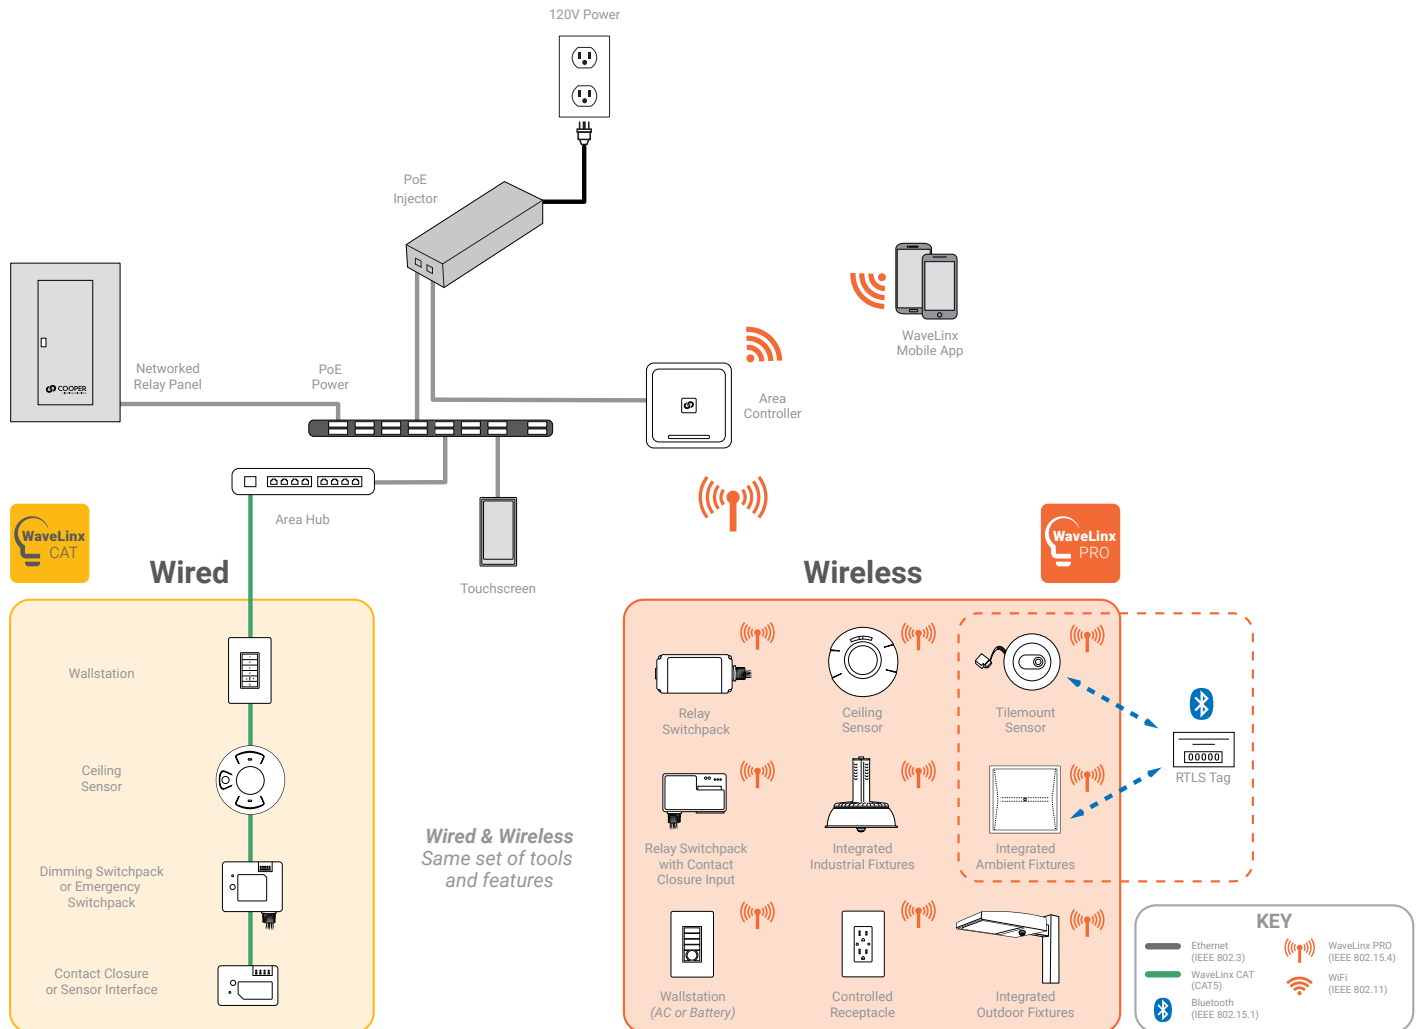 120V Power
PoE
Injector
WaveLinx
Mobile App
Networked
Relay Panel
PoE
Power
COOPER
Area
Controller
Area Hub
Touchscreen
WaveLinx
CAT
Wired
Wallstation
Ceiling
Sensor
Dimming Switchpack
or Emergency
Switchpack
Contact Closure
or Sensor Interface
Wired & Wireless
Same set of tools
and features
WaveLinx
PRO
Wireless
Relay
Switchpack
Ceiling
Sensor
Tilemount
Sensor
00000
RTLS Tag
Relay Switchpack
with Contact
Closure Input
Integrated
Industrial Fixtures
Integrated
Ambient Fixtures
Wallstation
(AC or Battery)
Controlled
Receptacle
Integrated
Outdoor Fixtures
KEY
Ethernet
(IEEE 802.3)
WaveLinx CAT
(CAT5)
Bluetooth
(IEEE 802.15.1)
WaveLinx PRO
(IEEE 802.15.4)
WiFi
(IEEE 802.11)